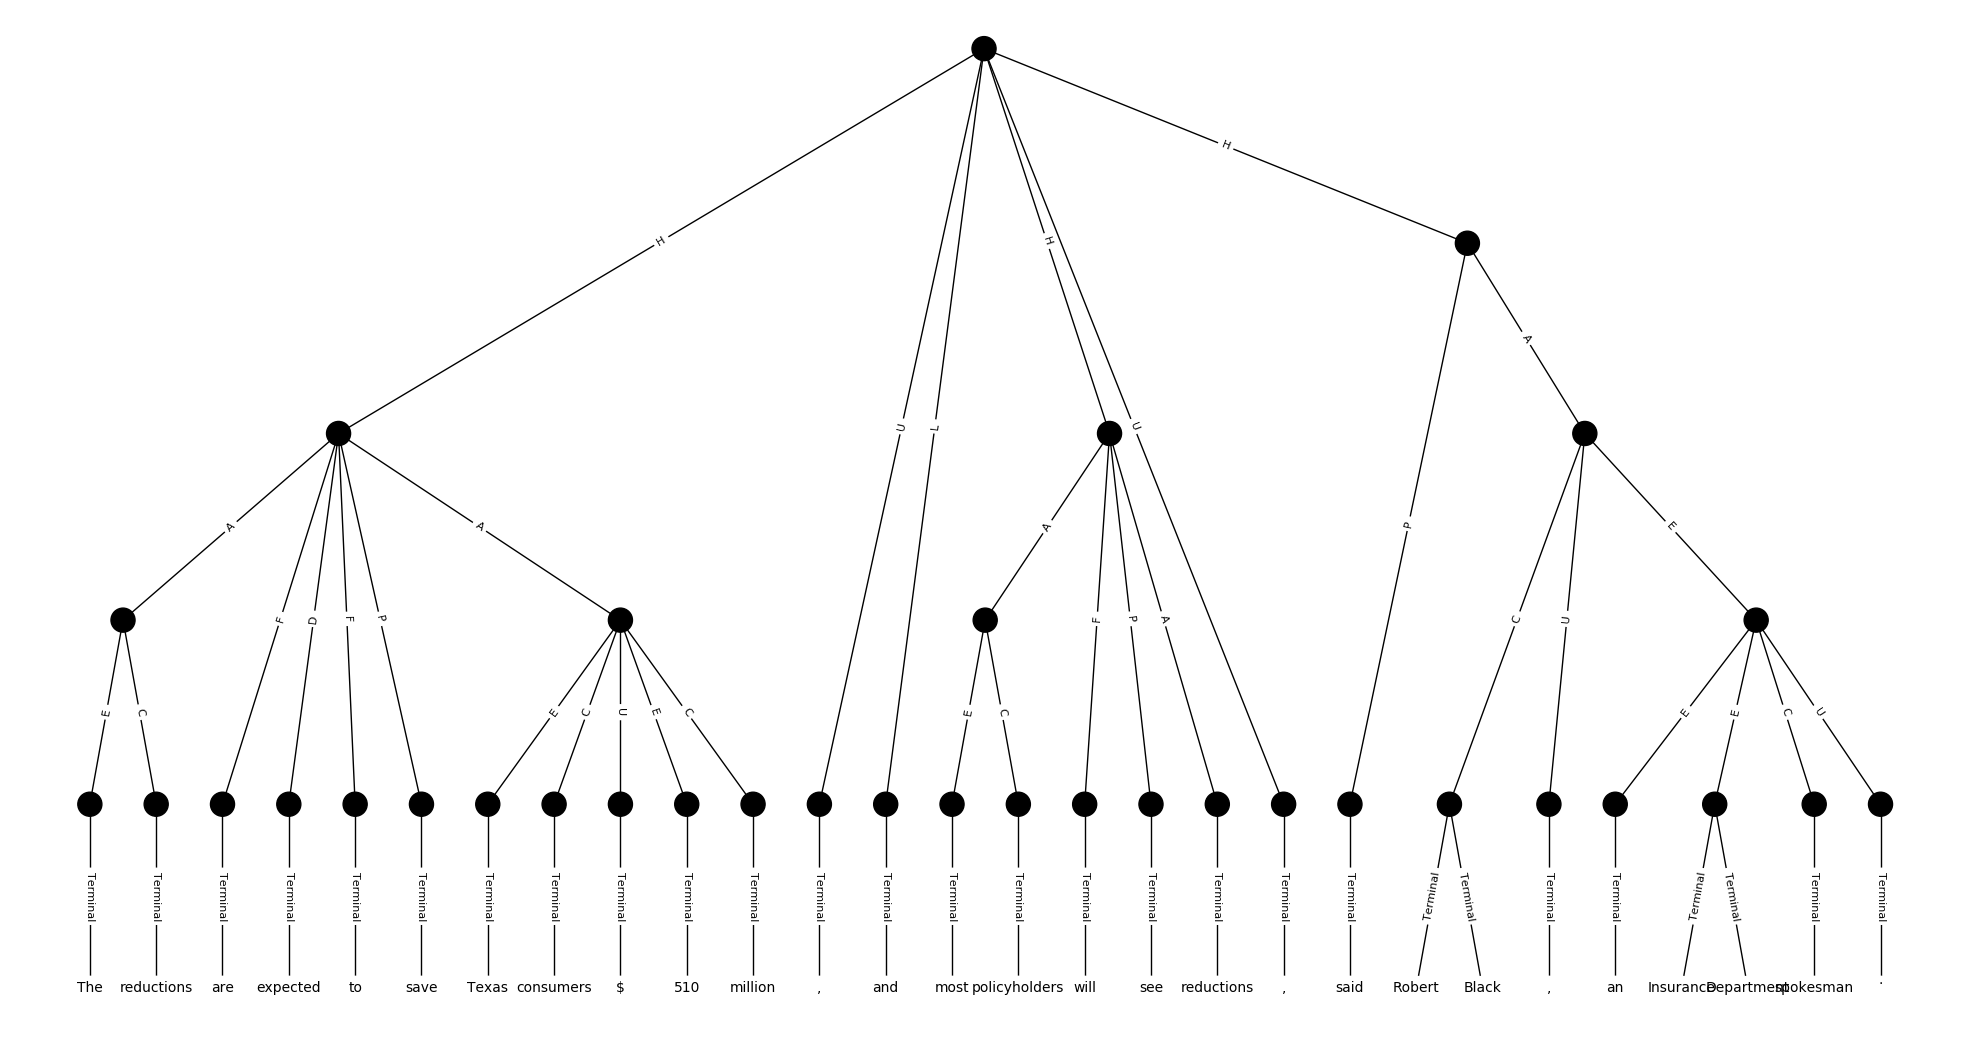 H
H
A
H
U
L
U
A
A
A
P
E
F
D
F
P
F
P
A
C
U
E
C
E
C
U
E
C
E
C
E
E
C
U
Terminal Terminal Terminal Terminal Terminal Terminal Terminal Terminal Terminal Terminal Terminal Terminal Terminal Terminal Terminal Terminal Terminal Terminal Terminal Terminal Terminal Terminal Terminal Terminal Terminal Terminal Terminal Terminal
The reductions are expected to save Texas consumers $ 510 million , and most policyholders will see reductions , said Robert Black , an Insurance Department spokesman .